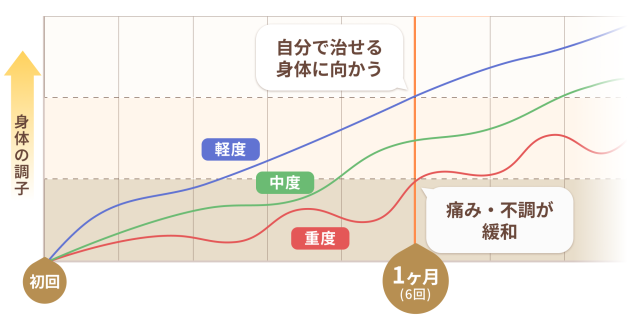 自分で治せる
身体に向かう
身体の調子
軽度
中度
重度
痛み・不調が
緩和
初回
1ヶ月
(6回)